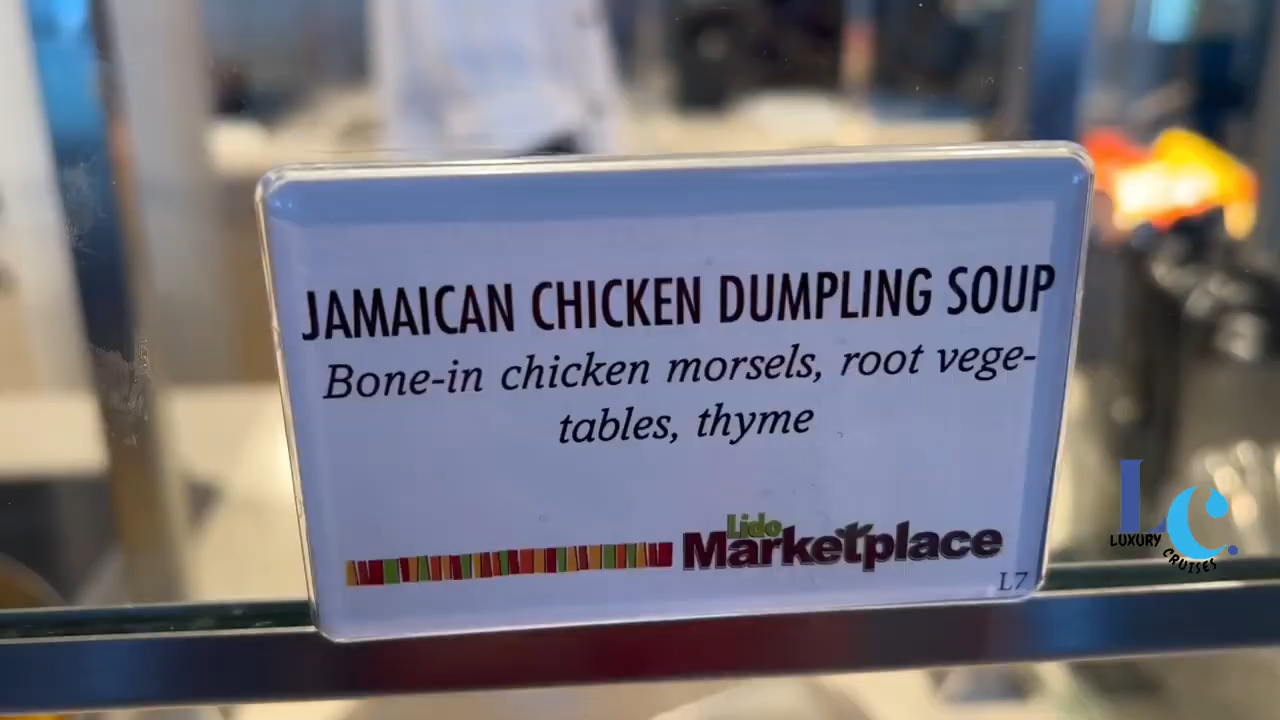 JAMAICAN CHICKEN DUMPLING SOUP
Bone-in chicken morsels, root vege-
tables, thyme
Lido
Marketplace
L7
LC.
LUXURY CRUISES